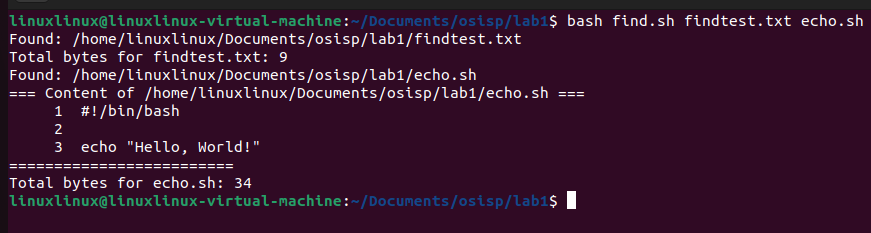 linuxlinux@linuxlinux-virtual-machine:~/Documents/osisp/lab1$ bash find.sh findtest.txt echo.sh
Found: /home/linuxlinux/Documents/osisp/lab1/findtest.txt
Total bytes for findtest.txt: 9
Found: /home/linuxlinux/Documents/osisp/lab1/echo.sh
=== Content of /home/linuxlinux/Documents/osisp/lab1/echo.sh ===
     1  #!/bin/bash
     2
     3  echo "Hello, World!"
=========================
Total bytes for echo.sh: 34
linuxlinux@linuxlinux-virtual-machine:~/Documents/osisp/lab1$